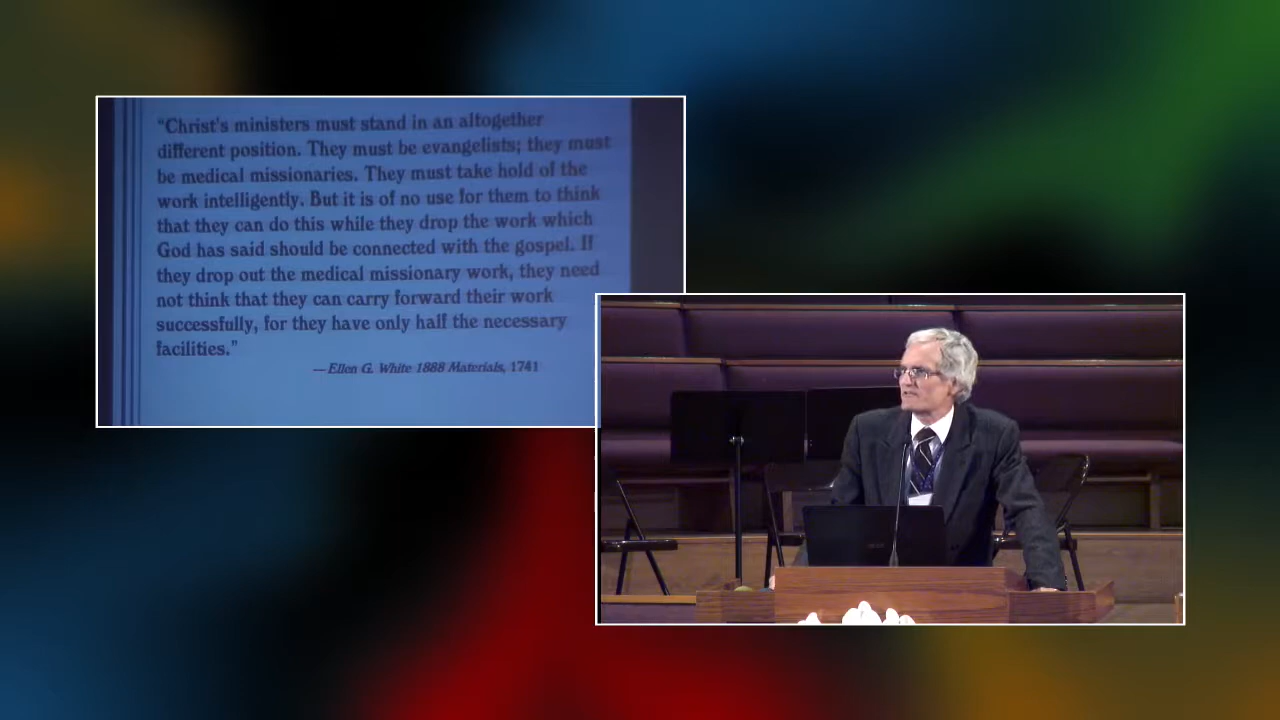 “Christ's ministers must stand in an altogether
different position. They must be evangelists; they must
be medical missionaries. They must take hold of the
work intelligently. But it is of no use for them to think
that they can do this while they drop the work which
God has said should be connected with the gospel. If
they drop out the medical missionary work, they need
not think that they can carry forward their work
successfully, for they have only half the necessary
facilities.”
—Ellen G. White 1888 Materials, 1741